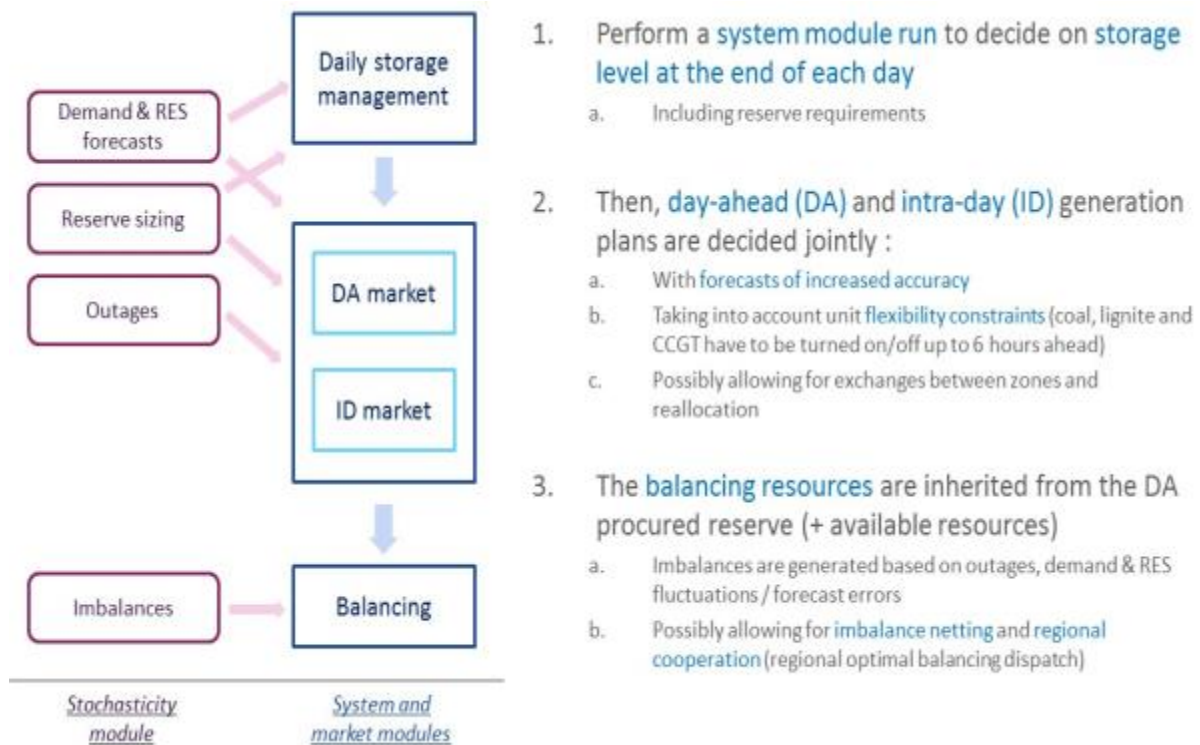 Demand & RES
forecasts
Reserve sizing
Outages
Imbalances
Stochasticity
module
Daily storage
management
DA market
ID market
Balancing
System and
market modules
1. Perform a system module run to decide on storage
level at the end of each day
a. Including reserve requirements
2. Then, day-ahead (DA) and intra-day (ID) generation
plans are decided jointly :
a. With forecasts of increased accuracy
b. Taking into account unit flexibility constraints (coal, lignite and
CCGT have to be turned on/off up to 6 hours ahead)
c. Possibly allowing for exchanges between zones and
reallocation
3. The balancing resources are inherited from the DA
procured reserve (+ available resources)
a. Imbalances are generated based on outages, demand & RES
fluctuations / forecast errors
b. Possibly allowing for imbalance netting and regional
cooperation (regional optimal balancing dispatch)